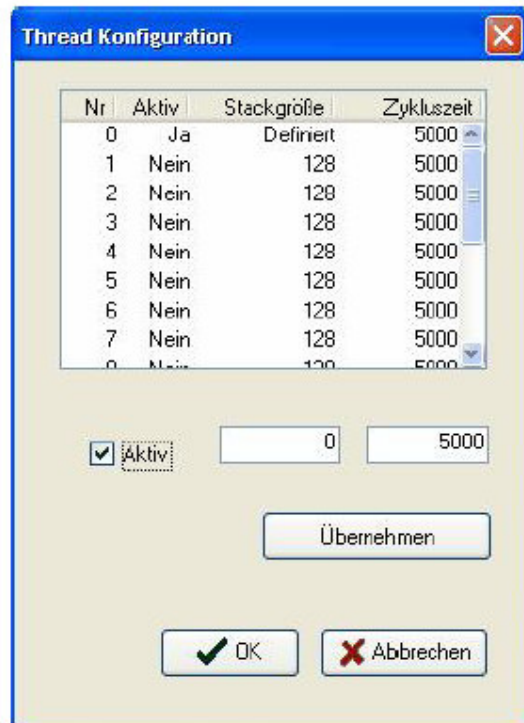 Thread Konfiguration
Nr Aktiv Stackgröße Zykluszeit
0 Ja Definiert 5000
1 Nein 128 5000
2 Nein 128 5000
3 Nein 128 5000
4 Nein 128 5000
5 Nein 128 5000
6 Nein 128 5000
7 Nein 128 5000
Aktiv 0 5000
Übernehmen
OK Abbrechen